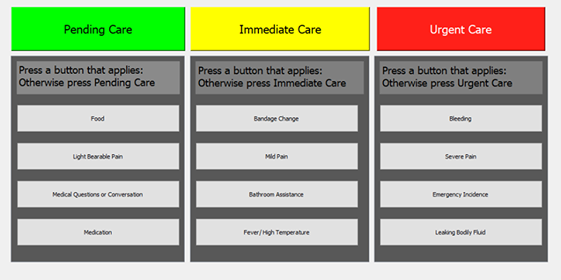 Pending Care
Immediate Care
Urgent Care
Press a button that applies:
Otherwise press Pending Care
Food
Light Bearable Pain
Medical Questions or Conversation
Medication
Press a button that applies:
Otherwise press Immediate Care
Bandage Change
Mild Pain
Bathroom Assistance
Fever/ High Temperature
Press a button that applies:
Otherwise press Urgent Care
Bleeding
Severe Pain
Emergency Incidence
Leaking Bodily Fluid